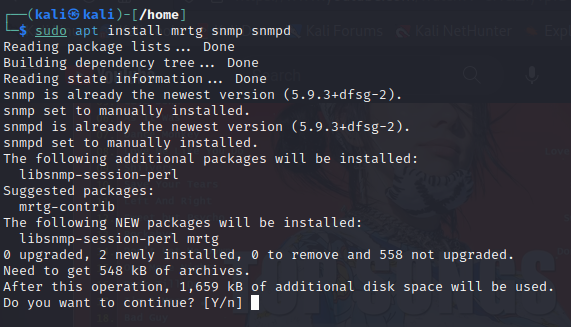 ┌──(kali㉿kali)-[/home]
└─$ sudo apt install mrtg snmp snmpd
Reading package lists... Done
Building dependency tree... Done
Reading state information... Done
snmp is already the newest version (5.9.3+dfsg-2).
snmp set to manually installed.
snmpd is already the newest version (5.9.3+dfsg-2).
snmpd set to manually installed.
The following additional packages will be installed:
  libsnmp-session-perl
Suggested packages:
  mrtg-contrib
The following NEW packages will be installed:
  libsnmp-session-perl mrtg
0 upgraded, 2 newly installed, 0 to remove and 558 not upgraded.
Need to get 548 kB of archives.
After this operation, 1,659 kB of additional disk space will be used.
Do you want to continue? [Y/n]
Kali Forums
Kali NetHunter